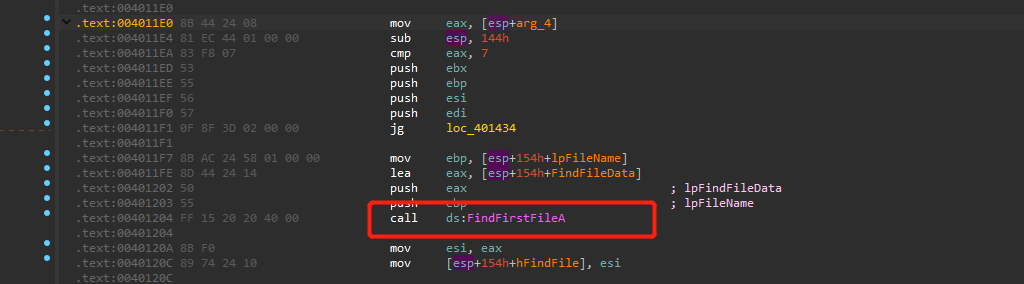 .text:004011E0
.text:004011E0 8B 44 24 08 mov eax, [esp+arg_4]
.text:004011E4 81 EC 44 01 00 00 sub esp, 144h
.text:004011EA 83 F8 07 cmp eax, 7
.text:004011ED 53 push ebx
.text:004011EE 55 push ebp
.text:004011EF 56 push esi
.text:004011F0 57 push edi
.text:004011F1 0F 8F 3D 02 00 00 jg loc_401434
.text:004011F1
.text:004011F7 8B AC 24 58 01 00 00 mov ebp, [esp+154h+lpFileName]
.text:004011FE 8D 44 24 14 lea eax, [esp+154h+FindFileData]
.text:00401202 50 push eax ; lpFindFileData
.text:00401203 55 push ebp ; lpFileName
.text:00401204 FF 15 20 20 40 00 call ds:FindFirstFileA
.text:00401204
.text:0040120A 8B F0 mov esi, eax
.text:0040120C 89 74 24 10 mov [esp+154h+hFindFile], esi
.text:0040120C